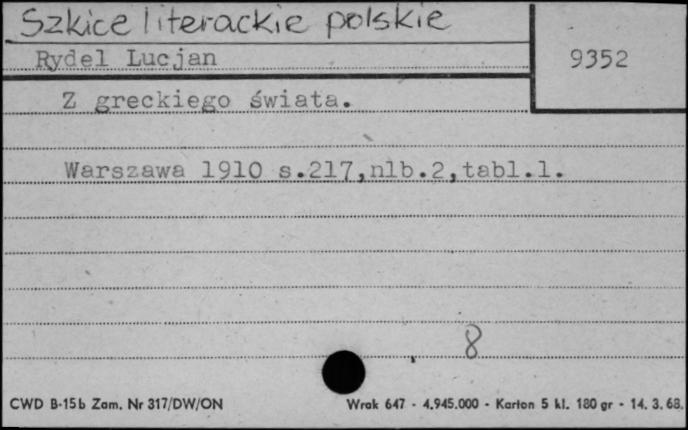 Szkice literackie polskie
Rydel Lucjan
9352
Z greckiego świata.
Warszawa 1910 s.217,nlb.2,tabl.1.
8
CWD B-15b Zam. Nr 317/DW/ON
Wrak 647 - 4.945.000 - Karton 5 kl. 180 gr - 14. 3. 68.